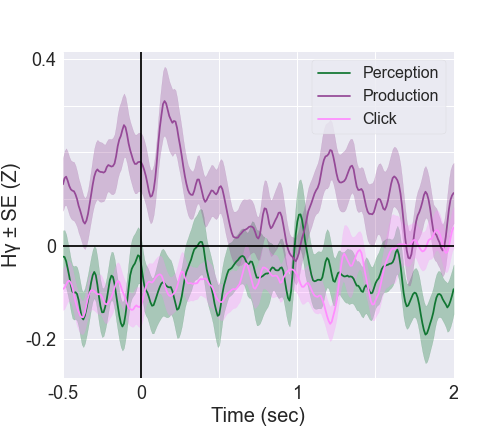 Hγ ± SE (Z)
0.4
0
-0.2
Perception
Production
Click
-0.5
0
1
2
Time (sec)